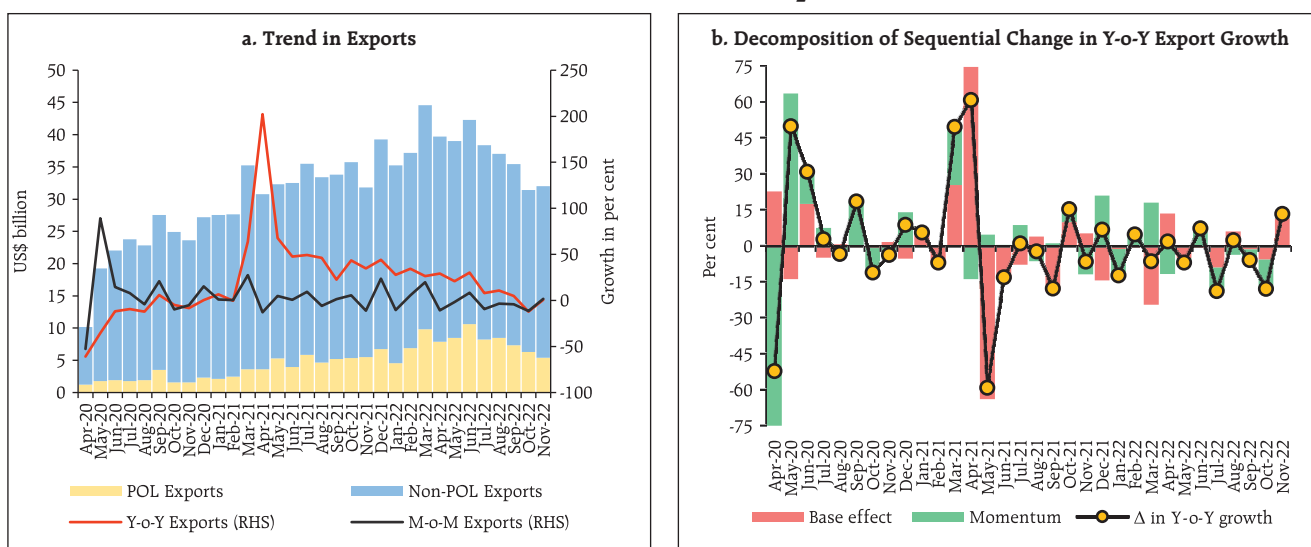 a. Trend in Exports
50
45
40
35
30
25
20
15
10
5
0
US$ billion
250
200
150
100
50
0
-50
-100
Growth in per cent
Apr-20
May-20
Jun-20
Jul-20
Aug-20
Sep-20
Oct-20
Nov-20
Dec-20
Jan-21
Feb-21
Mar-21
Apr-21
May-21
Jun-21
Jul-21
Aug-21
Sep-21
Oct-21
Nov-21
Dec-21
Jan-22
Feb-22
Mar-22
Apr-22
May-22
Jun-22
Jul-22
Aug-22
Sep-22
Oct-22
Nov-22
POL Exports
Non-POL Exports
Y-o-Y Exports (RHS)
M-o-M Exports (RHS)
b. Decomposition of Sequential Change in Y-o-Y Export Growth
75
60
45
30
15
0
-15
-30
-45
-60
-75
Per cent
Apr-20
May-20
Jun-20
Jul-20
Aug-20
Sep-20
Oct-20
Nov-20
Dec-20
Jan-21
Feb-21
Mar-21
Apr-21
May-21
Jun-21
Jul-21
Aug-21
Sep-21
Oct-21
Nov-21
Dec-21
Jan-22
Feb-22
Mar-22
Apr-22
May-22
Jun-22
Jul-22
Aug-22
Sep-22
Oct-22
Nov-22
Base effect
Momentum
Δ in Y-o-Y growth